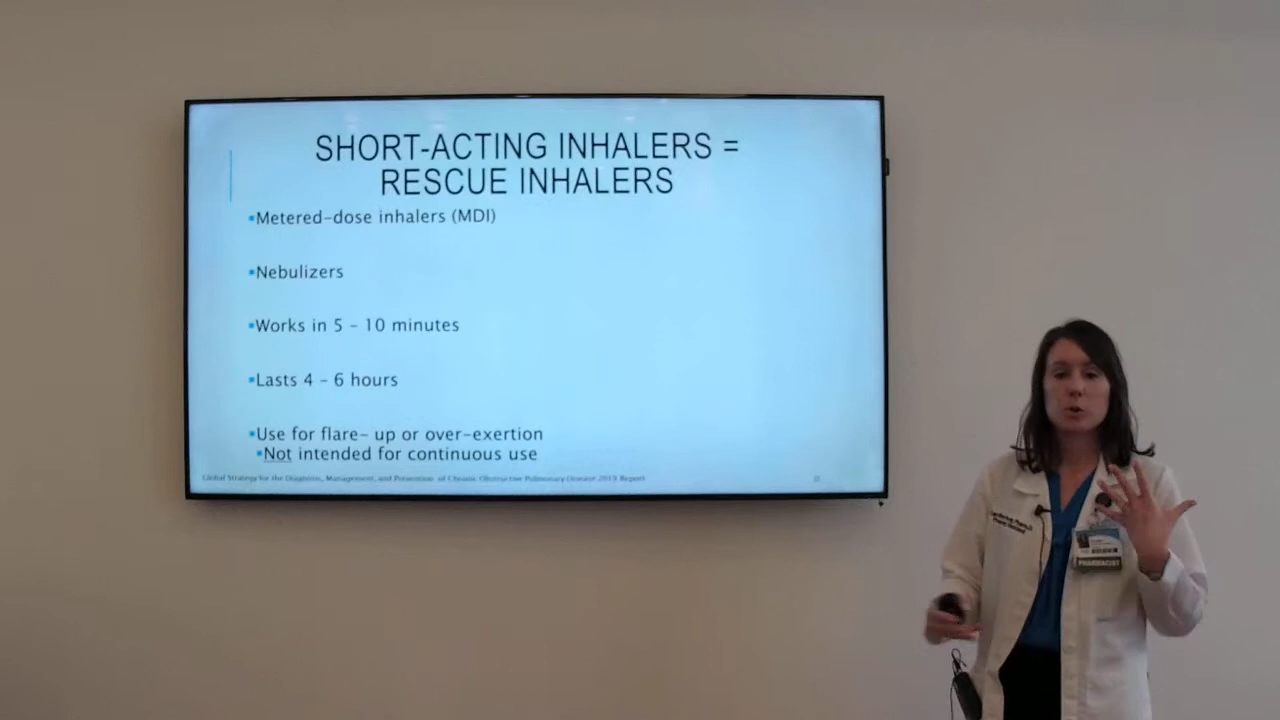 SHORT-ACTING INHALERS =
RESCUE INHALERS
▪Metered-dose inhalers (MDI)
▪Nebulizers
▪Works in 5 – 10 minutes
▪Lasts 4 – 6 hours
▪Use for flare- up or over-exertion
▪Not intended for continuous use
Global Strategy for the Diagnosis, Management, and Prevention of Chronic Obstructive Pulmonary Disease 2019 Report
PHARMACIST